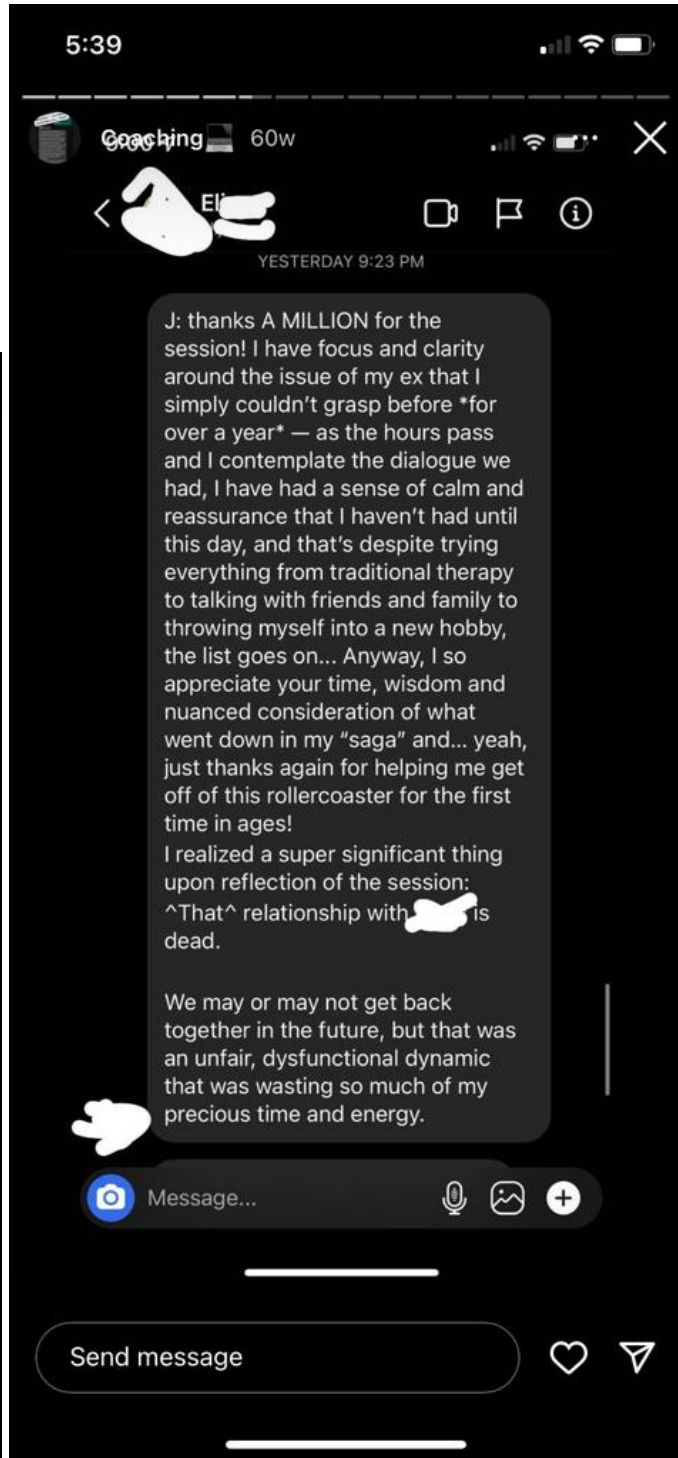 5:39
Coaching 60w
Eli
YESTERDAY 9:23 PM
J: thanks A MILLION for the
session! I have focus and clarity
around the issue of my ex that I
simply couldn't grasp before *for
over a year* — as the hours pass
and I contemplate the dialogue we
had, I have had a sense of calm and
reassurance that I haven't had until
this day, and that's despite trying
everything from traditional therapy
to talking with friends and family to
throwing myself into a new hobby,
the list goes on... Anyway, I so
appreciate your time, wisdom and
nuanced consideration of what
went down in my "saga" and... yeah,
just thanks again for helping me get
off of this rollercoaster for the first
time in ages!
I realized a super significant thing
upon reflection of the session:
^That^ relationship with is
dead.
We may or may not get back
together in the future, but that was
an unfair, dysfunctional dynamic
that was wasting so much of my
precious time and energy.
Message...
Send message